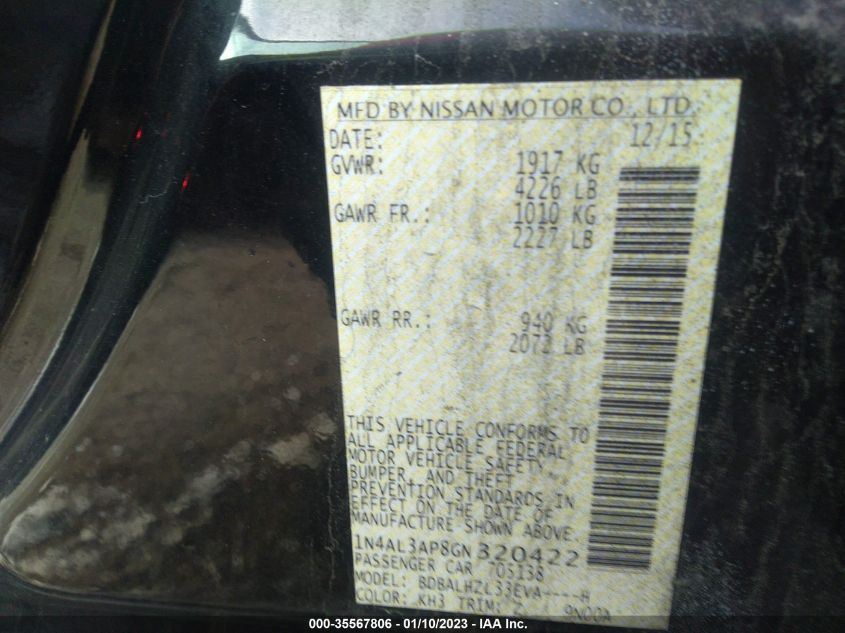 MFD BY NISSAN MOTOR CO., LTD.
DATE: 12/15
GVWR: 1917 KG
4226 LB
GAWR FR.: 1010 KG
2227 LB
GAWR RR.: 940 KG
2073 LB
THIS VEHICLE CONFORMS TO
ALL APPLICABLE FEDERAL
MOTOR VEHICLE SAFETY,
BUMPER, AND THEFT
PREVENTION STANDARDS IN
EFFECT ON THE DATE OF
MANUFACTURE SHOWN ABOVE.
1N4AL3AP8GN320422
PASSENGER CAR 705138
MODEL: BDBALHZL33EVA----H
COLOR: KH3 TRIM: Z 9N00A
000-35567806 - 01/10/2023 - IAA Inc.